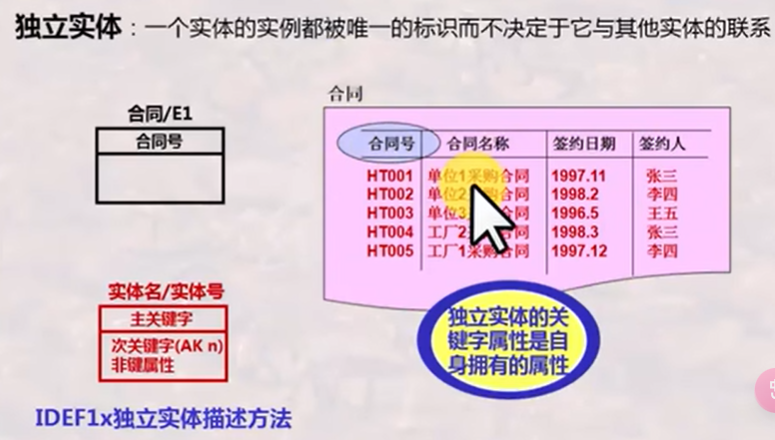 独立实体：一个实体的实例都被唯一的标识而不决定于它与其他实体的联系
合同/E1
合同号
实体名/实体号
主关键字
次关键字(AK n)
非键属性
IDEF1x独立实体描述方法
合同
合同号 合同名称 签约日期 签约人
HT001 单位1采购合同 1997.11 张三
HT002 单位2采购合同 1998.2 李四
HT003 单位3 合同 1996.5 王五
HT004 工厂2 合同 1998.3 张三
HT005 工厂1采购合同 1997.12 李四
独立实体的关
键字属性是自
身拥有的属性